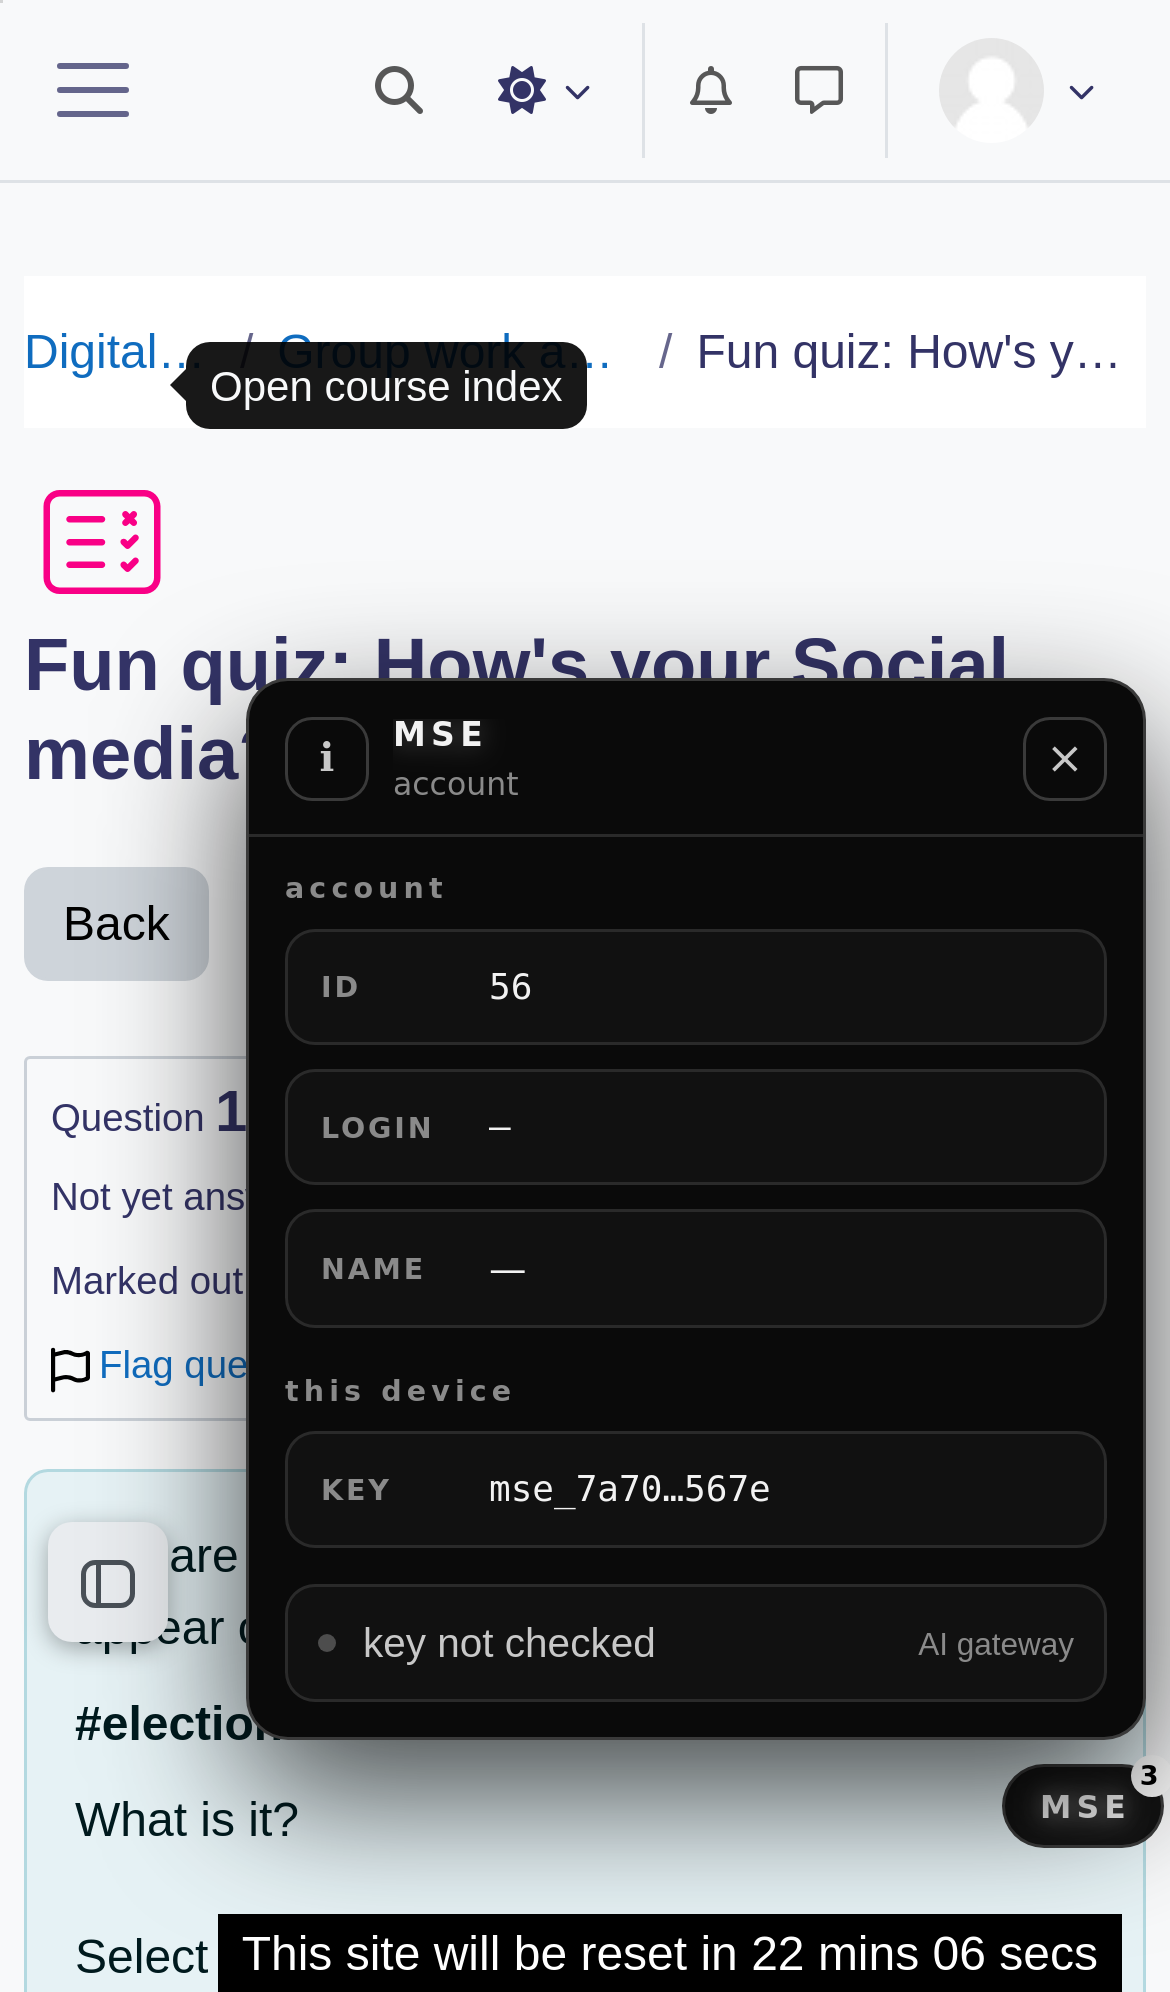 Digital… / Group work a… / Fun quiz: How's y…
Open course index
Fun quiz: How's your Social
media?
MSE
account
Back
account
ID 56
LOGIN —
NAME —
this device
KEY mse_7a70…567e
key not checked AI gateway
Question 1
Not yet ans
Marked out
Flag que
are
appear
#election
What is it?
MSE 3
Select
This site will be reset in 22 mins 06 secs